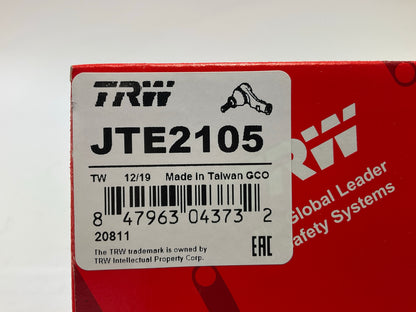 TRW
JTE2105
TW 12/19 Made in Taiwan GCO
8 47963 04373 2
20811
EAC
The TRW trademark is owned by
TRW Intellectual Property Corp.
TRW
Global Leader
Safety Systems